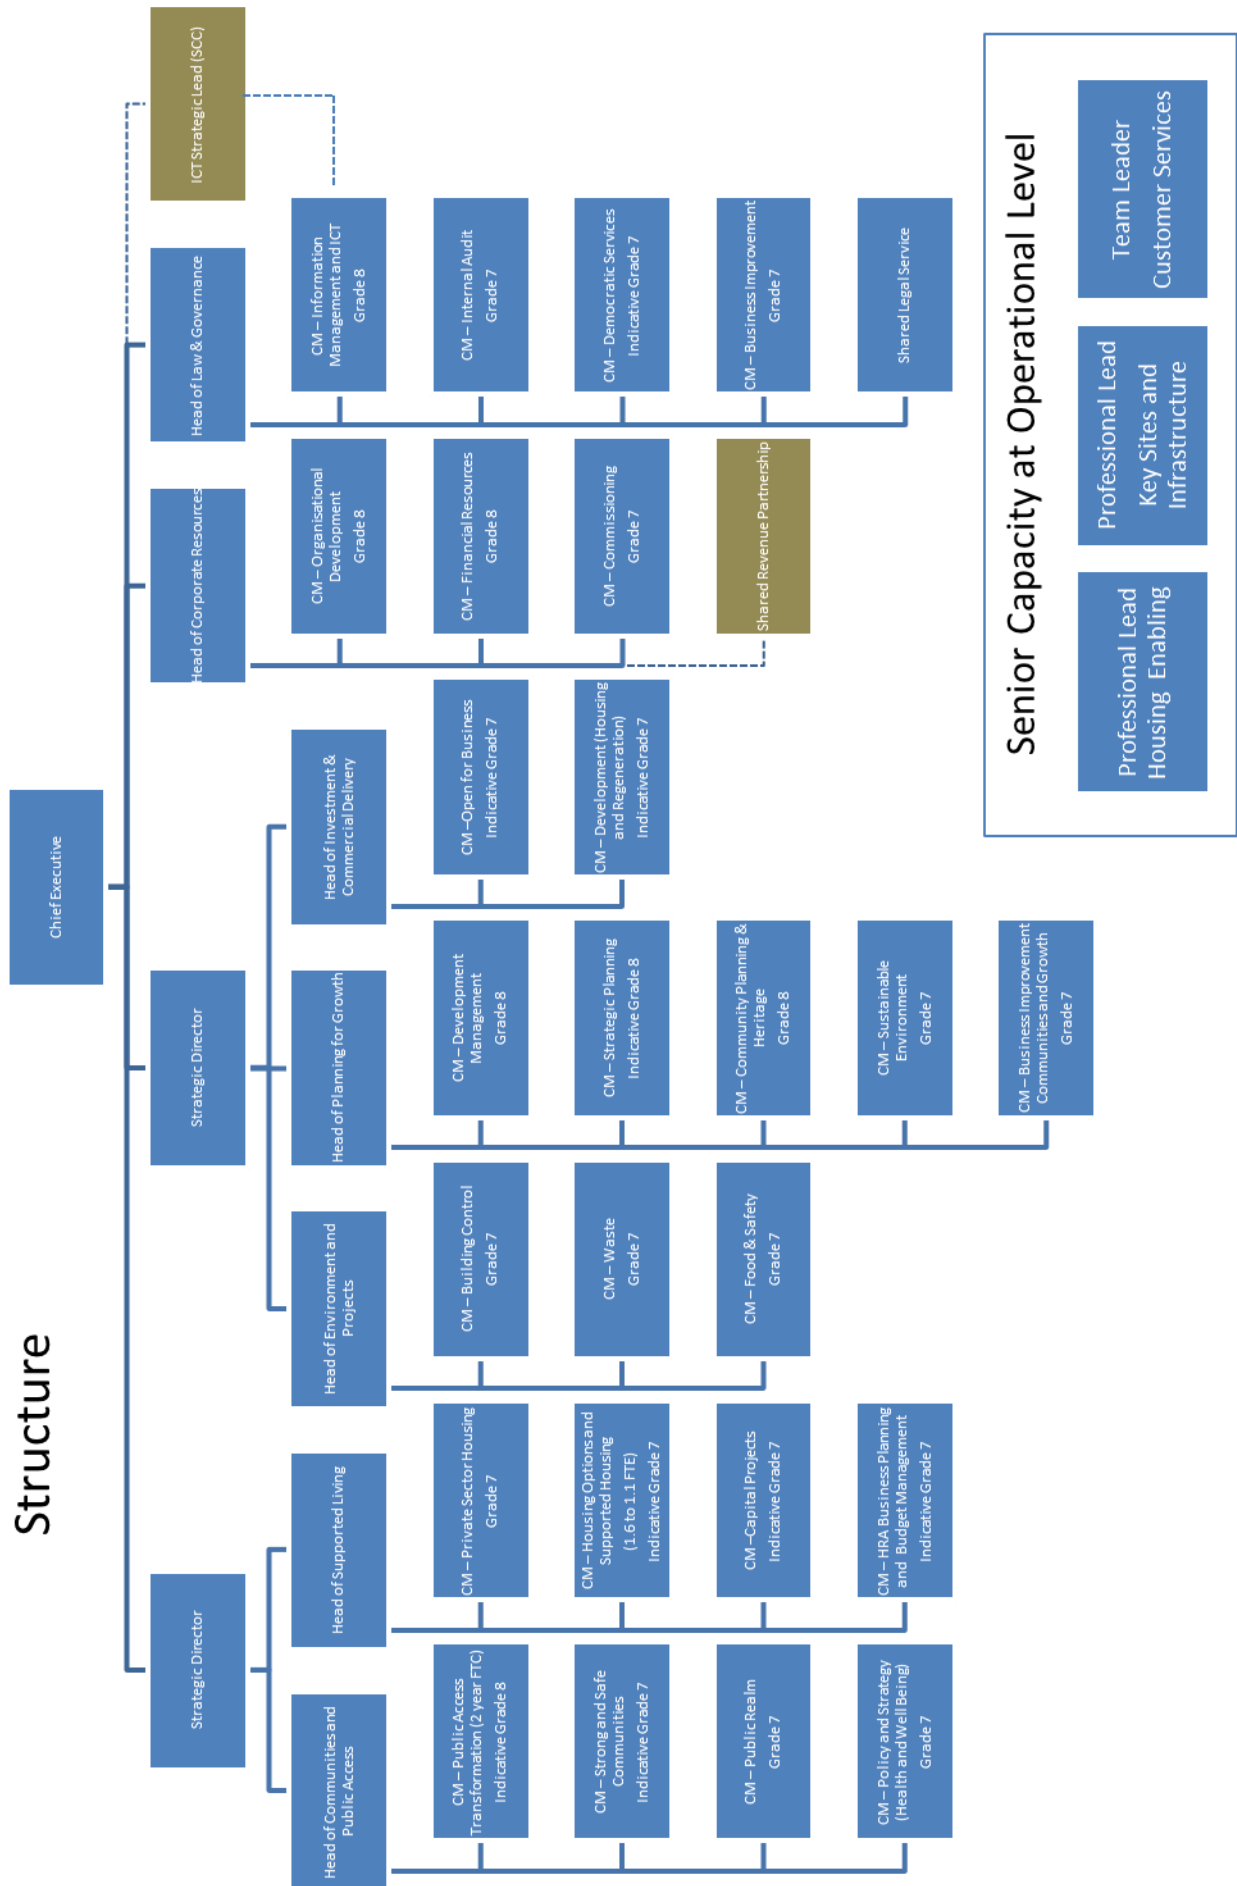 Structure
Chief Executive
Strategic Director
Strategic Director
Head of Corporate Resources
Head of Law & Governance
ICT Strategic Lead (SCC)
Head of Communities and
Public Access
Head of Supported Living
Head of Environment and
Projects
Head of Planning for Growth
Head of Investment &
Commercial Delivery
CM – Public Access
Transformation (2 year FTC)
Indicative Grade 8
CM – Strong and Safe
Communities
Indicative Grade 7
CM – Public Realm
Grade 7
CM – Policy and Strategy
(Health and Well Being)
Grade 7
CM – Private Sector Housing
Grade 7
CM – Housing Options and
Supported Housing
(1.6 to 1.1 FTE)
Indicative Grade 7
CM –Capital Projects
Indicative Grade 7
CM – HRA Business Planning
and Budget Management
Indicative Grade 7
CM – Building Control
Grade 7
CM – Waste
Grade 7
CM – Food & Safety
Grade 7
CM – Development
Management
Grade 8
CM – Strategic Planning
Indicative Grade 8
CM – Community Planning &
Heritage
Grade 8
CM – Sustainable
Environment
Grade 7
CM – Business Improvement
Communities and Growth
Grade 7
CM –Open for Business
Indicative Grade 7
CM – Development (Housing
and Regeneration)
Indicative Grade 7
CM – Organisational
Development
Grade 8
CM – Financial Resources
Grade 8
CM – Commissioning
Grade 7
Shared Revenue Partnership
CM – Information
Management and ICT
Grade 8
CM – Internal Audit
Grade 7
CM – Democratic Services
Indicative Grade 7
CM – Business Improvement
Grade 7
Shared Legal Service
Senior Capacity at Operational Level
Professional Lead
Housing Enabling
Professional Lead
Key Sites and
Infrastructure
Team Leader
Customer Services